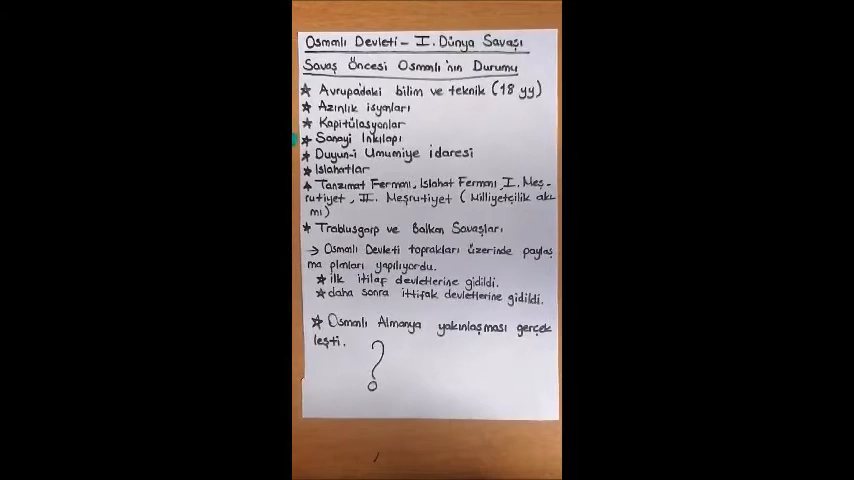 Osmanlı Devleti - I. Dünya Savaşı
Savaş Öncesi Osmanlı'nın Durumu
☆ Avrupa'daki bilim ve teknik (18 yy)
☆ Azınlık isyanları
☆ Kapitülasyonlar
☆ Sanayi İnkılapı
☆ Duyun-i Umumiye idaresi
☆ Islahatlar
☆ Tanzimat Fermanı, Islahat Fermanı, I. Meş-
rutiyet, II. Meşrutiyet (Milliyetçilik akı
mı)
☆ Trablusgarp ve Balkan Savaşları
→ Osmanlı Devleti toprakları üzerinde paylaş
ma planları yapılıyordu.
☆ ilk itilaf devletlerine gidildi.
☆ daha sonra ittifak devletlerine gidildi.
☆ Osmanlı Almanya yakınlaşması gerçek
leşti.
?